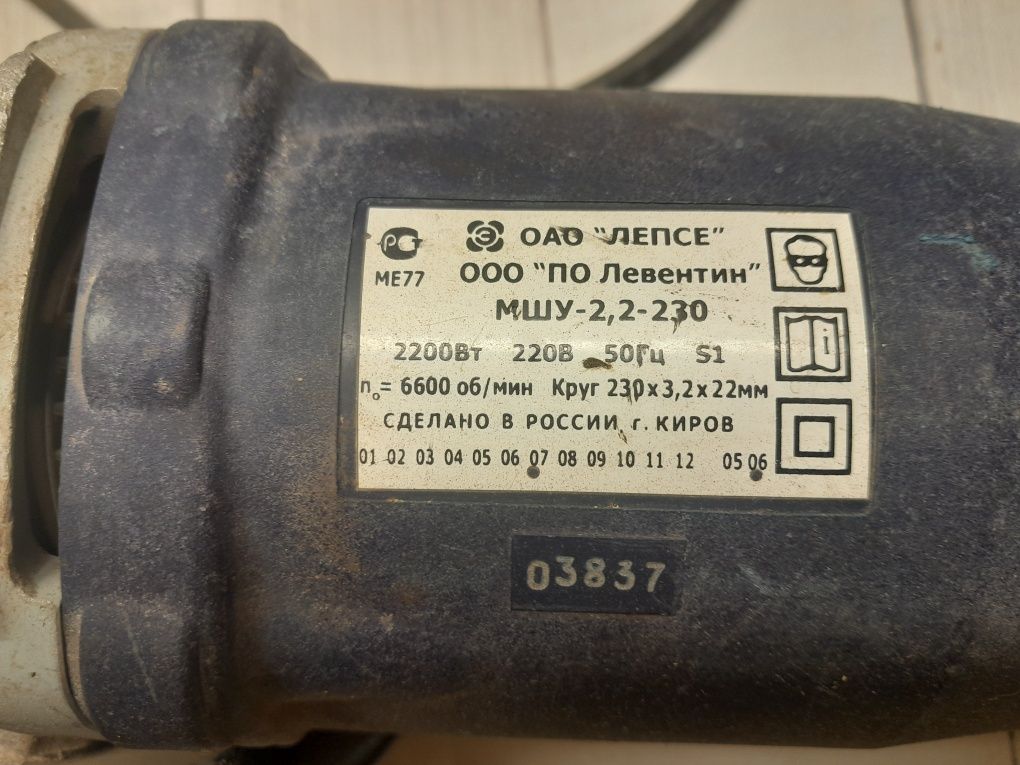 РСТ
МЕ77
Э
ОАО "ЛЕПСЕ"
ООО "ПО Левентин"
МШУ-2,2-230
2200Вт 220В 50Гц S1
n₀= 6600 об/мин Круг 230х3,2х22мм
СДЕЛАНО В РОССИИ г. КИРОВ
01 02 03 04 05 06 07 08 09 10 11 12 05 06
i
03837